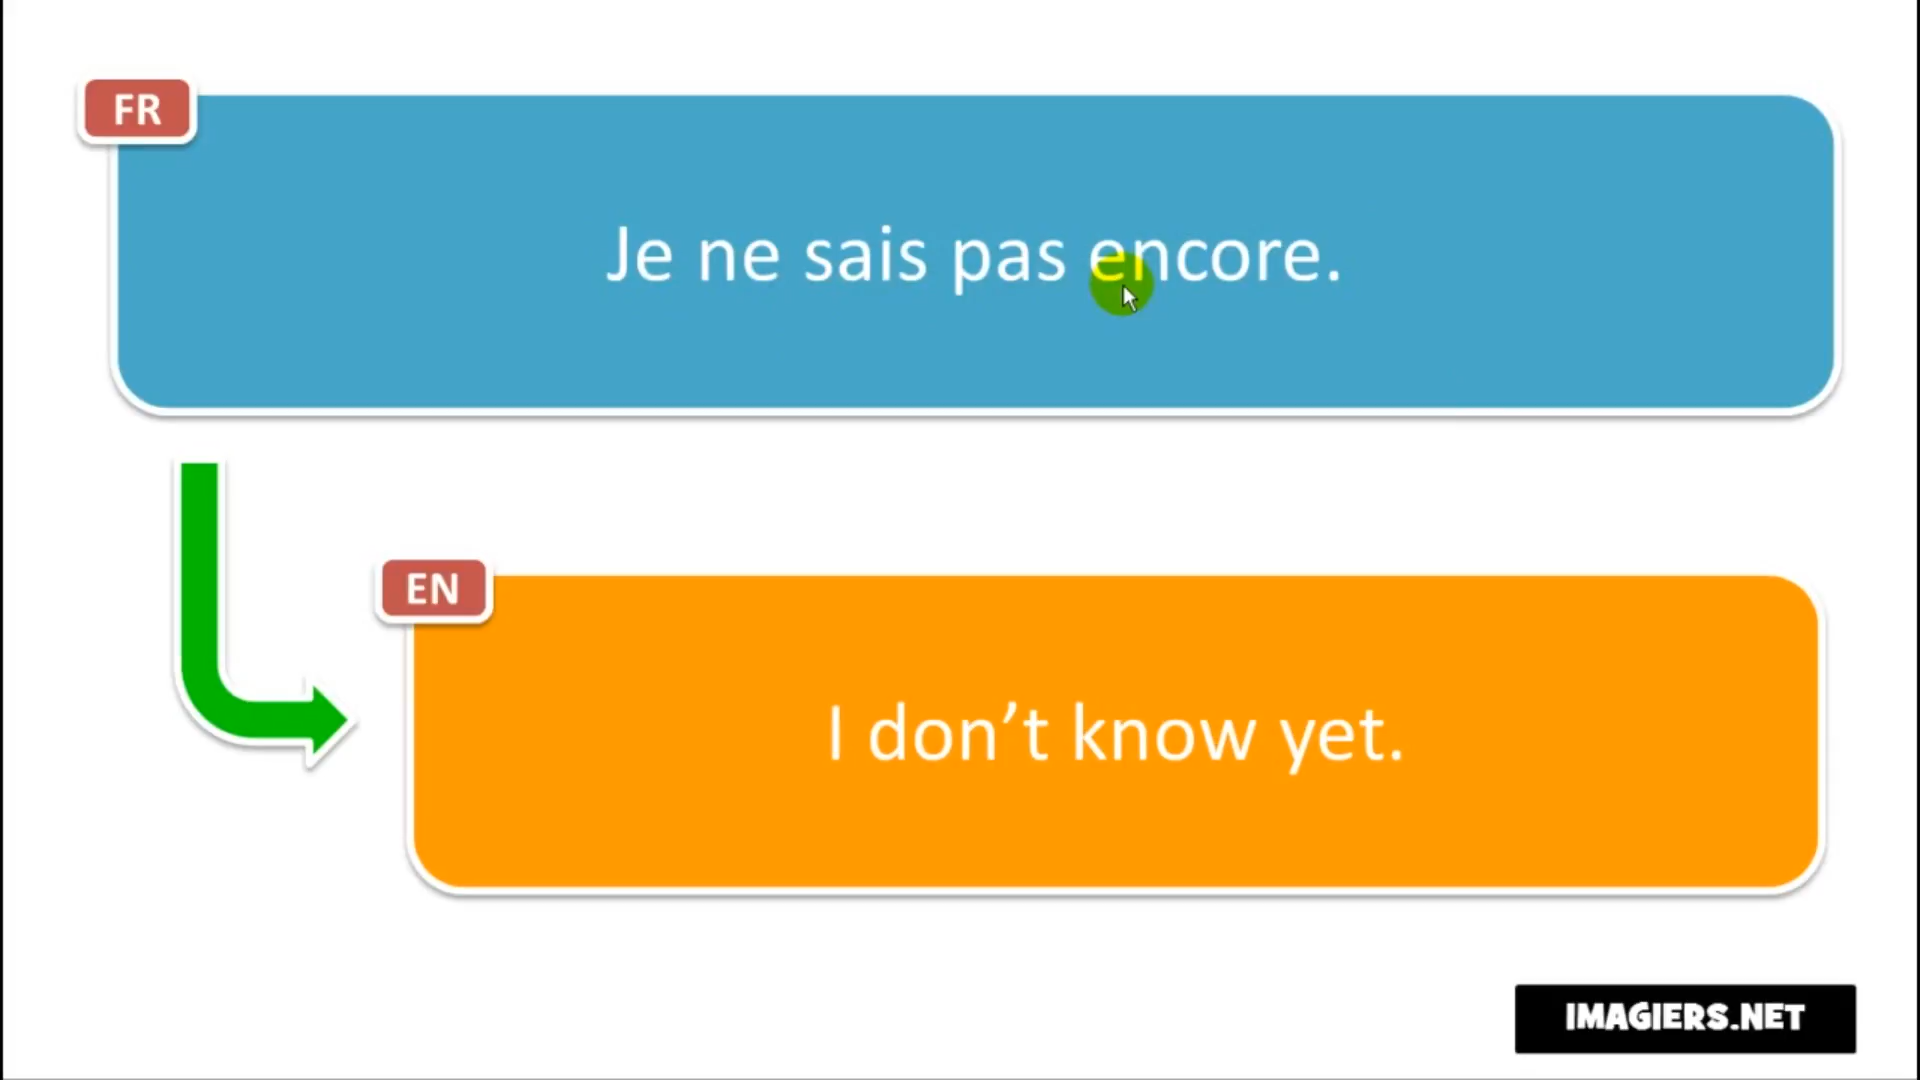 FR
Je ne sais pas encore.
EN
I don’t know yet.
IMAGIERS.NET